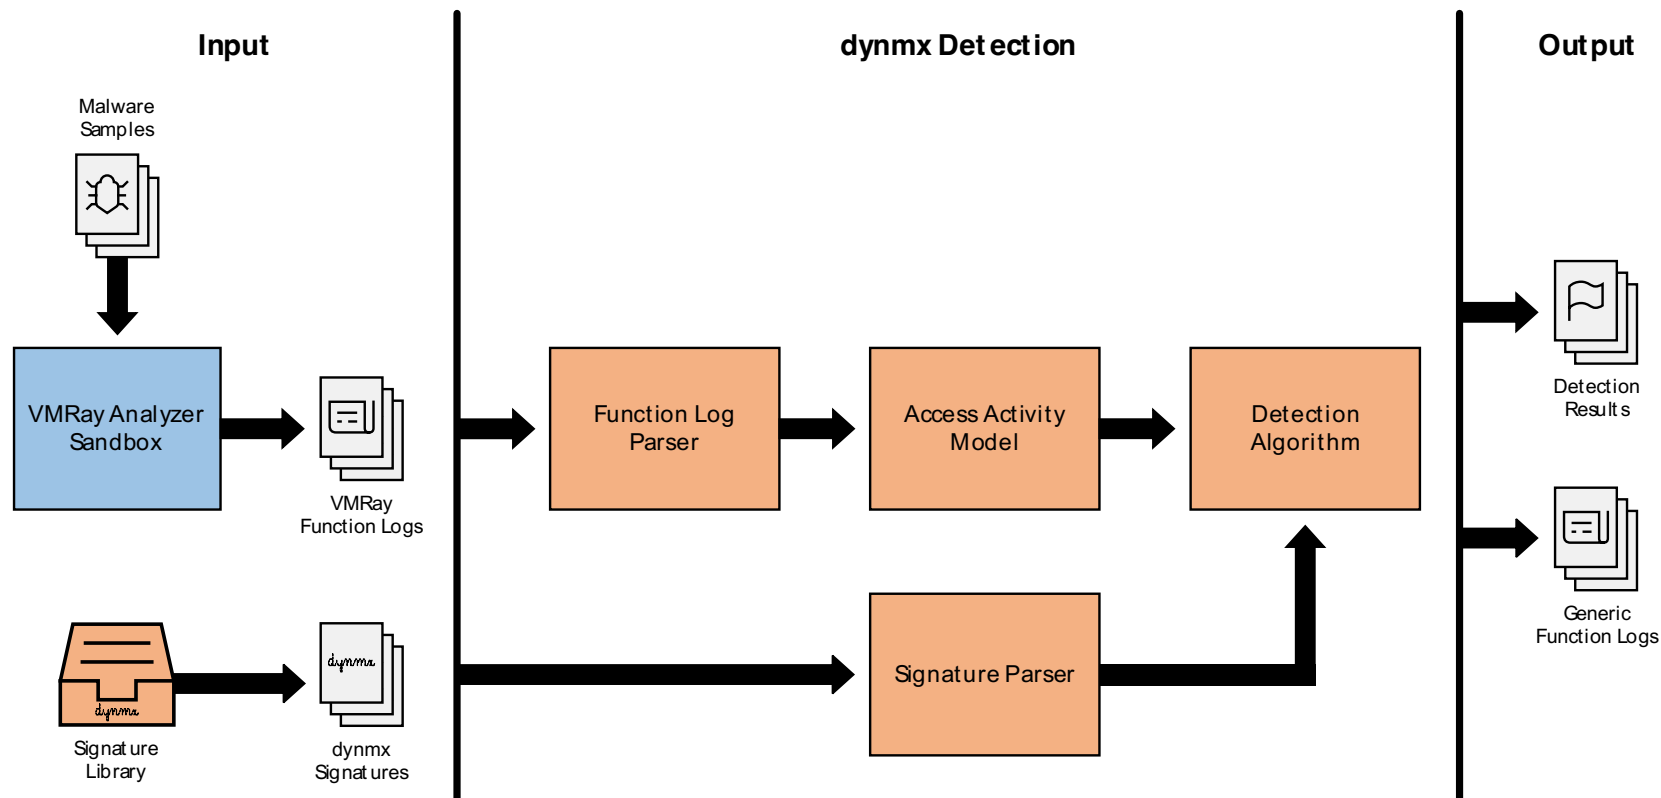 Input
dynmx Detection
Output
Malware
Samples
VMRay Analyzer
Sandbox
VMRay
Function Logs
Function Log
Parser
Access Activity
Model
Detection
Algorithm
Detection
Results
Generic
Function Logs
dynmx
Signature
Library
dynmx
dynmx
Signatures
Signature Parser